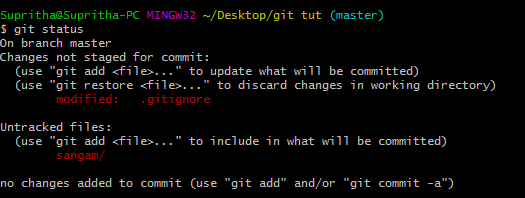 Supritha@Supritha-PC MINGW32 ~/Desktop/git tut (master)
$ git status
On branch master
Changes not staged for commit:
  (use "git add <file>..." to update what will be committed)
  (use "git restore <file>..." to discard changes in working directory)
        modified:   .gitignore

Untracked files:
  (use "git add <file>..." to include in what will be committed)
        sangam/

no changes added to commit (use "git add" and/or "git commit -a")